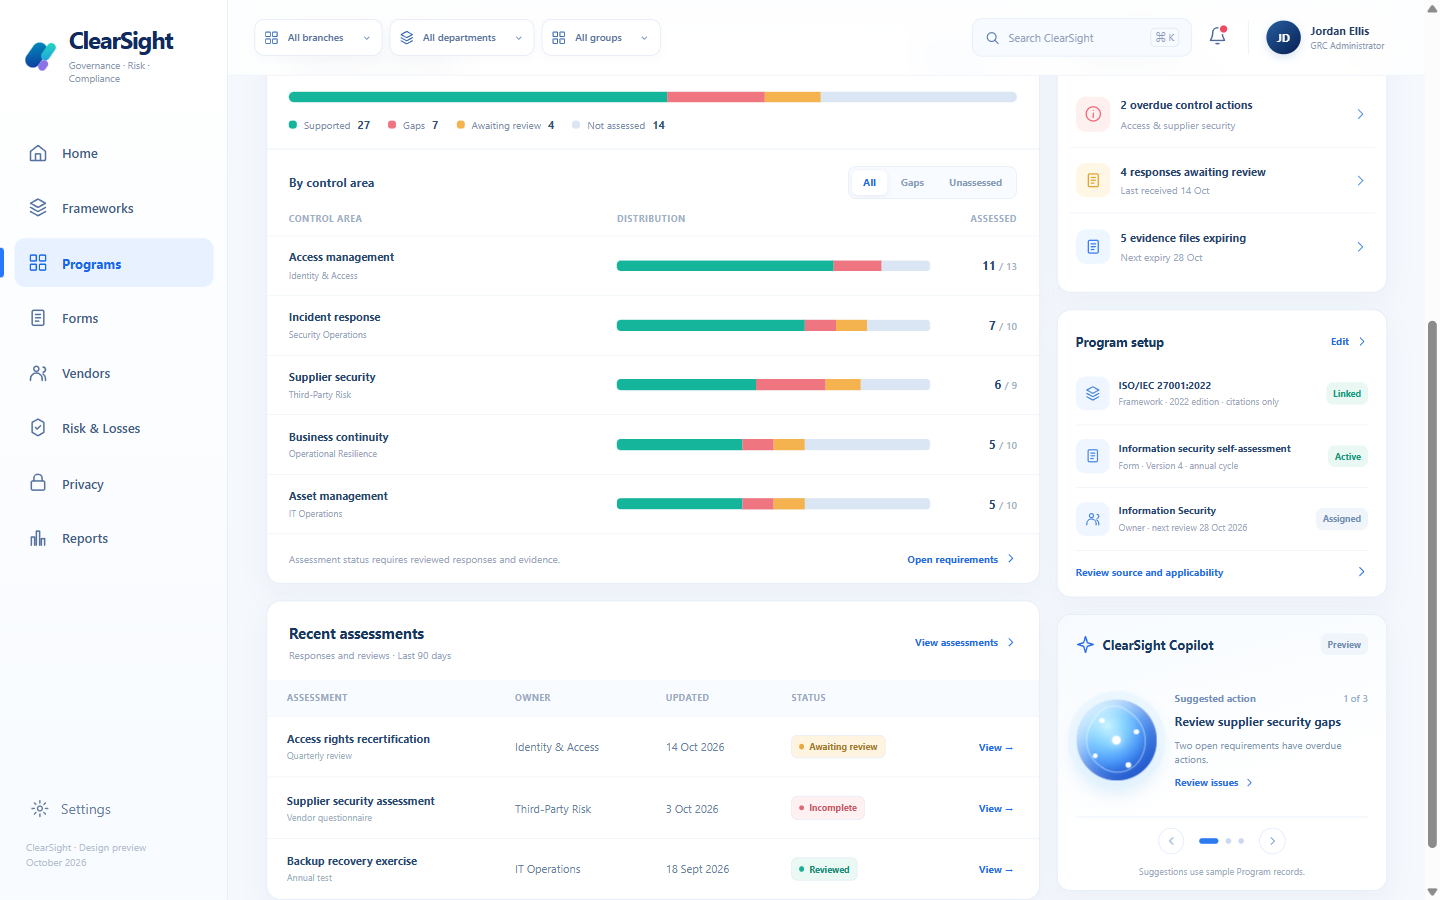 ClearSight
Governance · Risk ·
Compliance
Home
Frameworks
Programs
Forms
Vendors
Risk & Losses
Privacy
Reports
Settings
ClearSight · Design preview
October 2026
All branches
All departments
All groups
Search ClearSight
⌘ K
JD
Jordan Ellis
GRC Administrator
Supported 27
Gaps 7
Awaiting review 4
Not assessed 14
By control area
All
Gaps
Unassessed
CONTROL AREA
DISTRIBUTION
ASSESSED
Access management
Identity & Access
11 / 13
Incident response
Security Operations
7 / 10
Supplier security
Third-Party Risk
6 / 9
Business continuity
Operational Resilience
5 / 10
Asset management
IT Operations
5 / 10
Assessment status requires reviewed responses and evidence.
Open requirements
Recent assessments
Responses and reviews · Last 90 days
View assessments
ASSESSMENT
OWNER
UPDATED
STATUS
Access rights recertification
Quarterly review
Identity & Access
14 Oct 2026
Awaiting review
View →
Supplier security assessment
Vendor questionnaire
Third-Party Risk
3 Oct 2026
Incomplete
View →
Backup recovery exercise
Annual test
IT Operations
18 Sept 2026
Reviewed
View →
2 overdue control actions
Access & supplier security
4 responses awaiting review
Last received 14 Oct
5 evidence files expiring
Next expiry 28 Oct
Program setup
Edit
ISO/IEC 27001:2022
Framework · 2022 edition · citations only
Linked
Information security self-assessment
Form · Version 4 · annual cycle
Active
Information Security
Owner · next review 28 Oct 2026
Assigned
Review source and applicability
ClearSight Copilot
Preview
Suggested action
1 of 3
Review supplier security gaps
Two open requirements have overdue
actions.
Review issues
Suggestions use sample Program records.